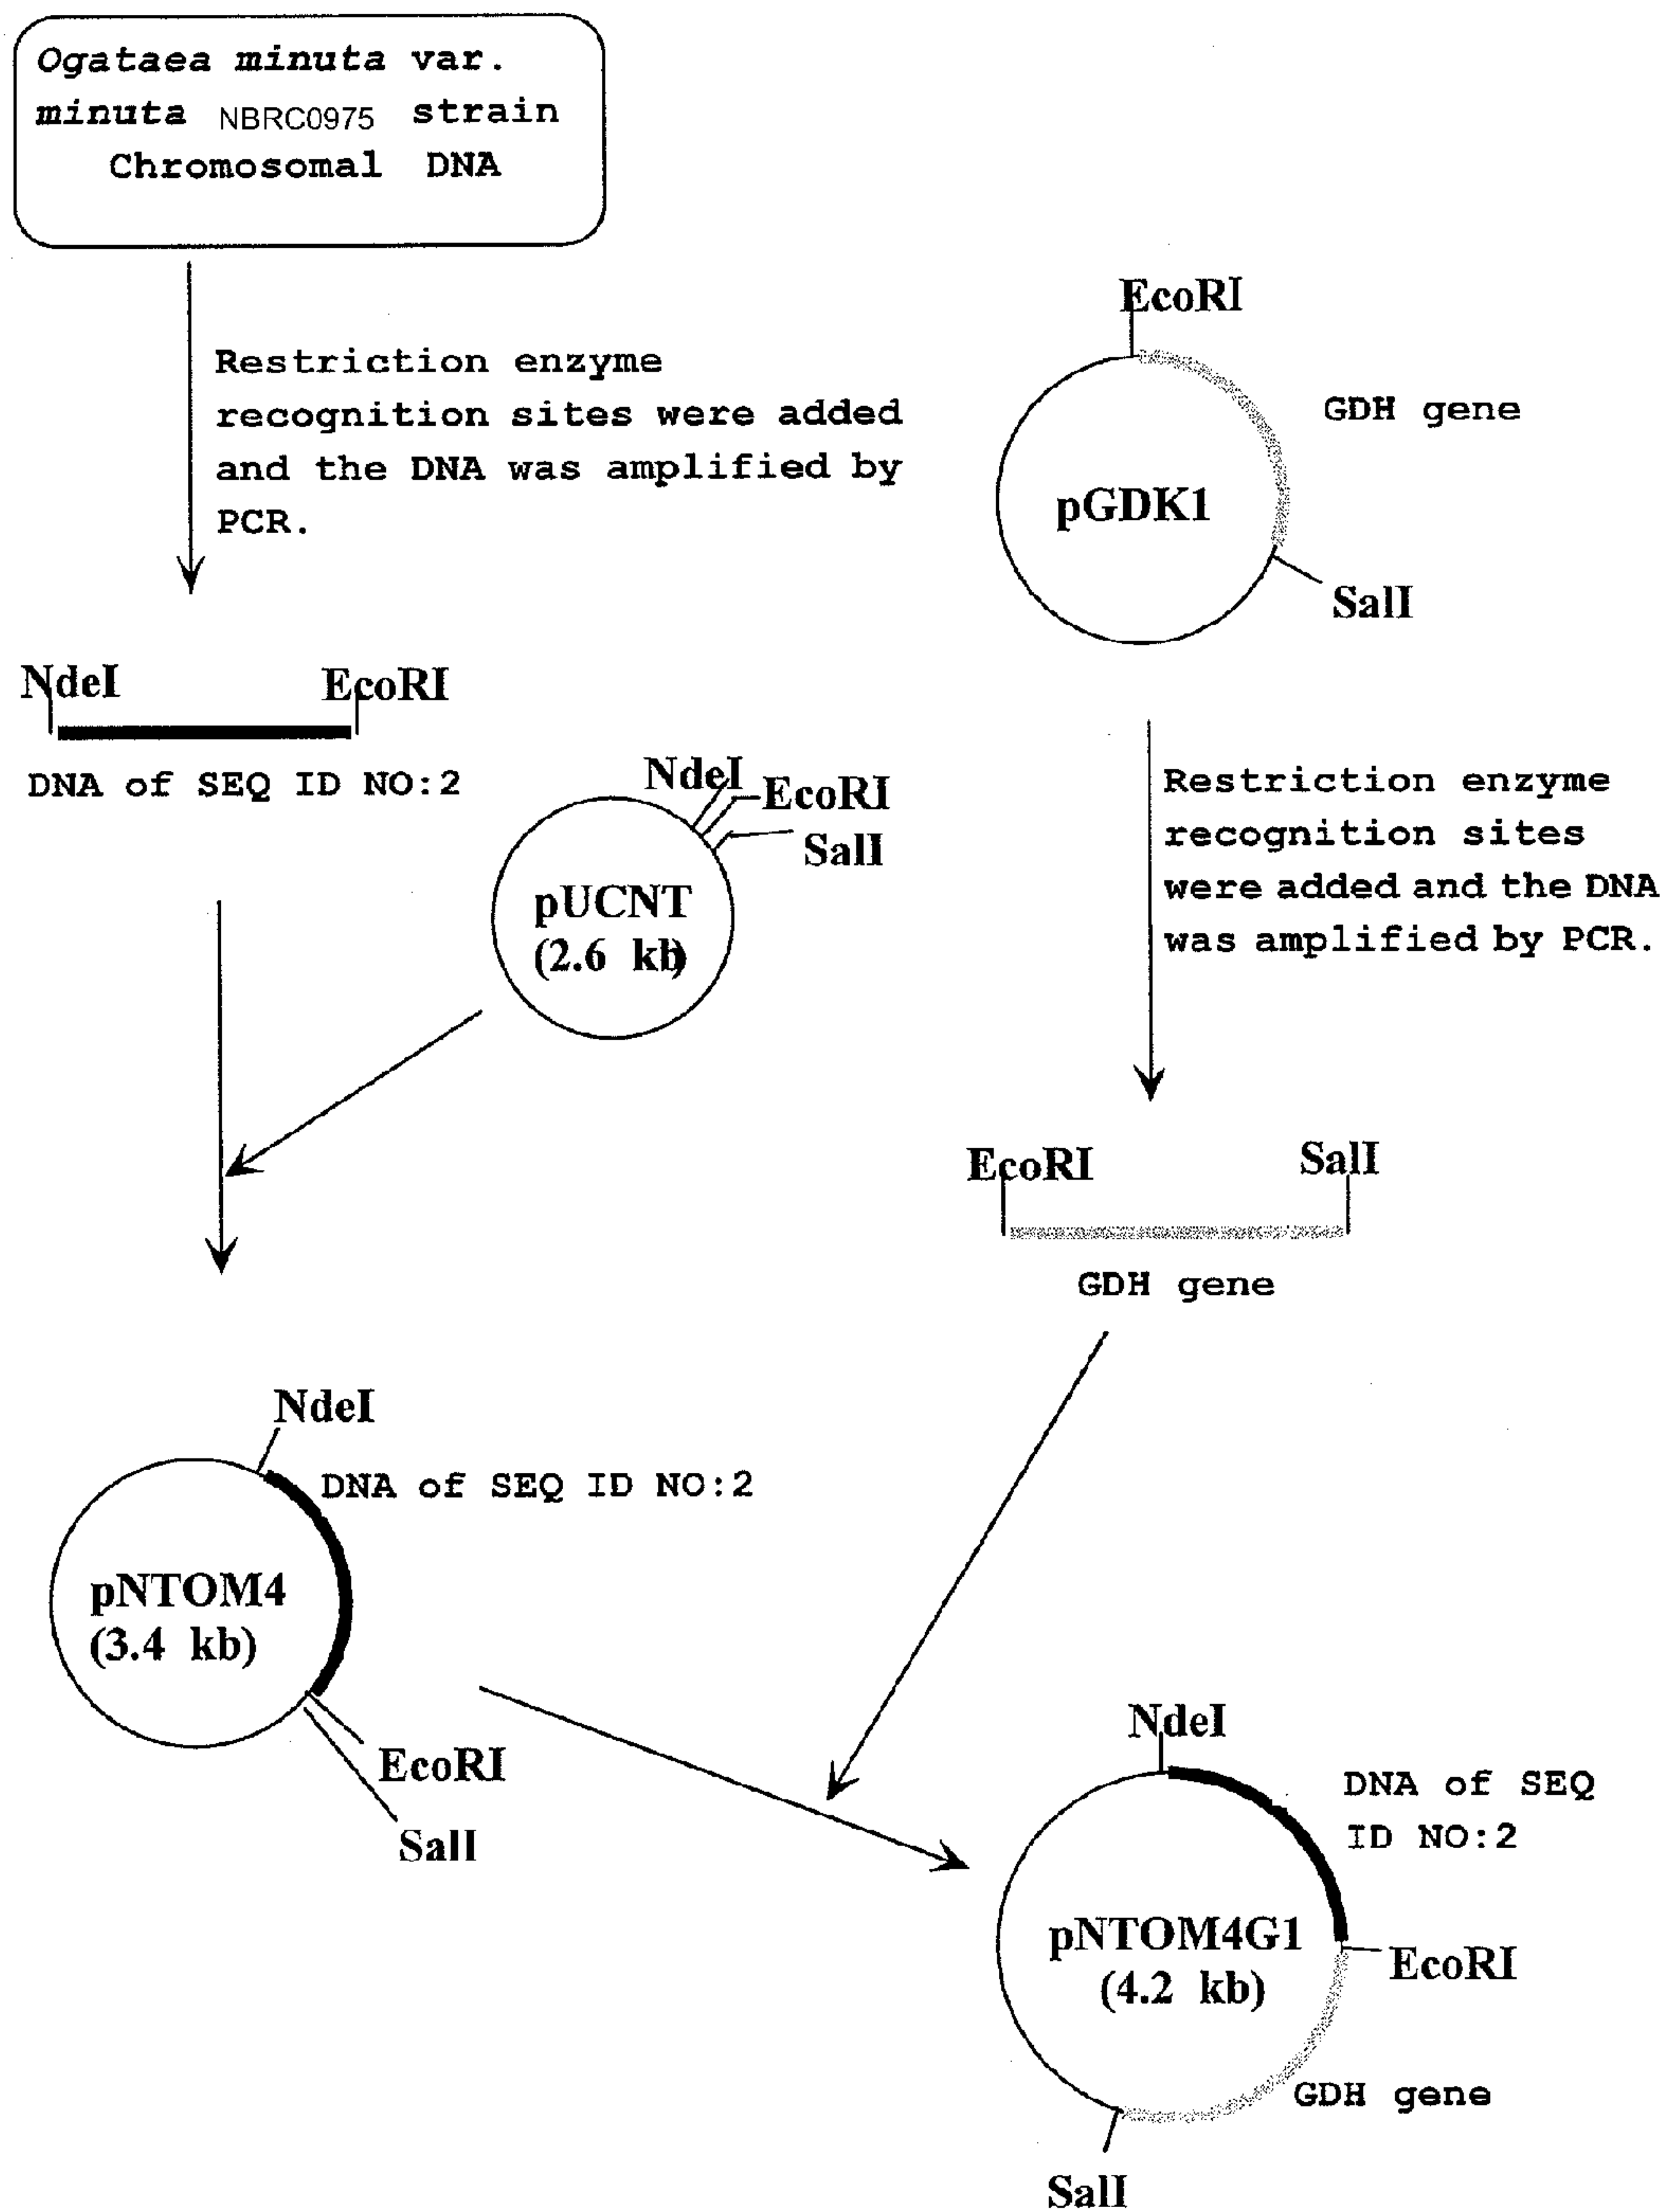 Ogataea minuta var.
minuta NBRC0975 strain
Chromosomal DNA
Restriction enzyme
recognition sites were added
and the DNA was amplified by
PCR.
EcoRI
GDH gene
pGDK1
SalI
NdeI EcoRI
DNA of SEQ ID NO:2
NdeI
EcoRI
SalI
pUCNT
(2.6 kb)
Restriction enzyme
recognition sites
were added and the DNA
was amplified by PCR.
EcoRI SalI
GDH gene
NdeI
DNA of SEQ ID NO:2
pNTOM4
(3.4 kb)
EcoRI
SalI
NdeI
DNA of SEQ
ID NO:2
pNTOM4G1
(4.2 kb)
EcoRI
GDH gene
SalI